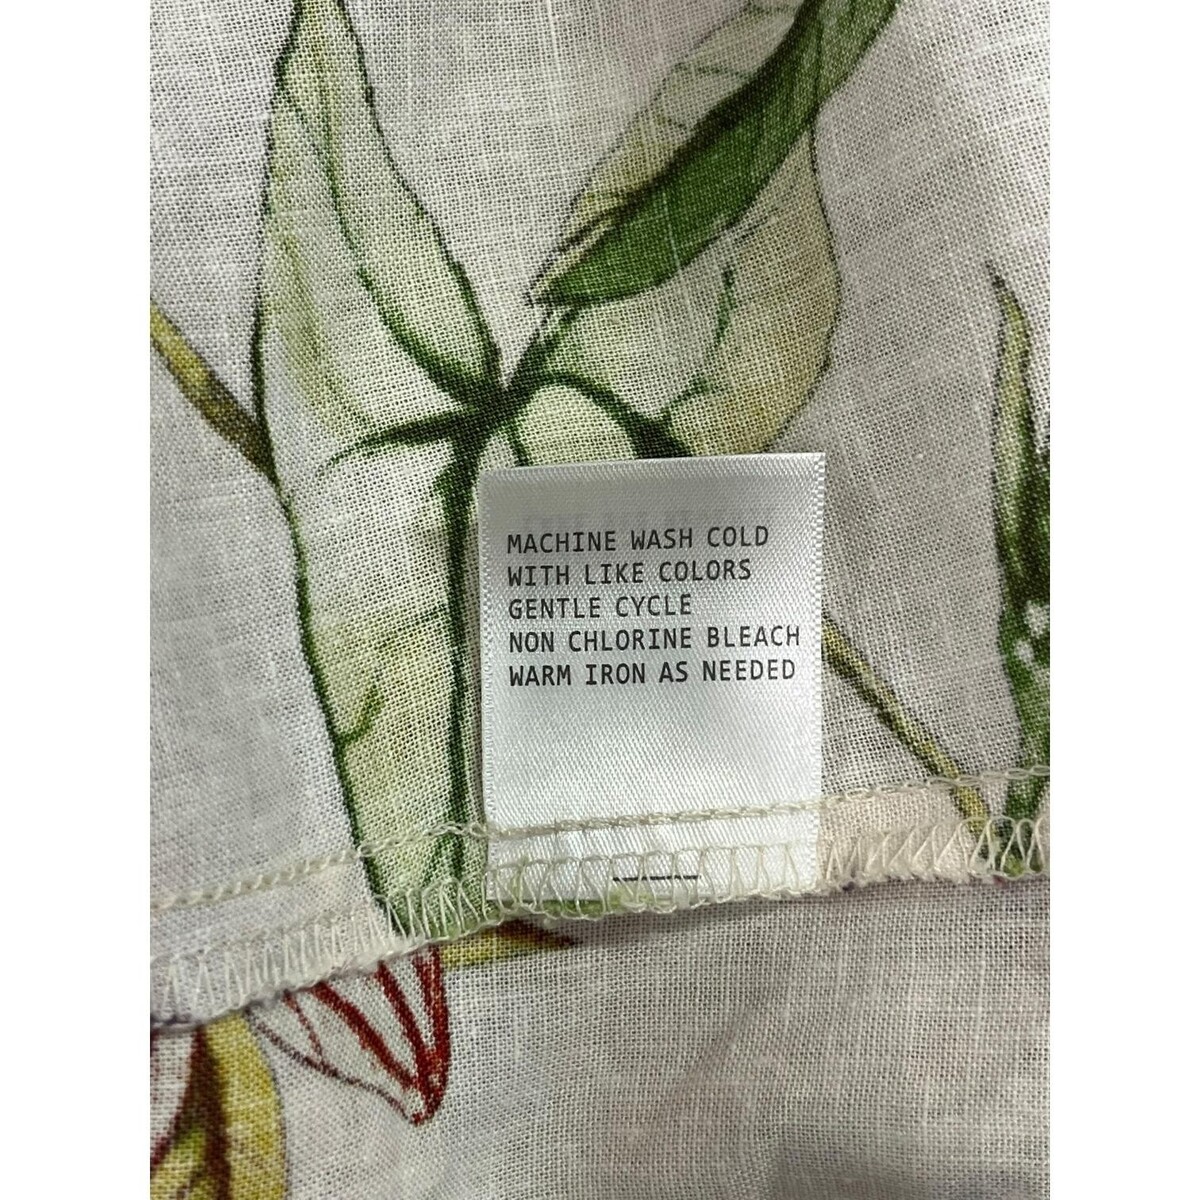 MACHINE WASH COLD
WITH LIKE COLORS
GENTLE CYCLE
NON CHLORINE BLEACH
WARM IRON AS NEEDED